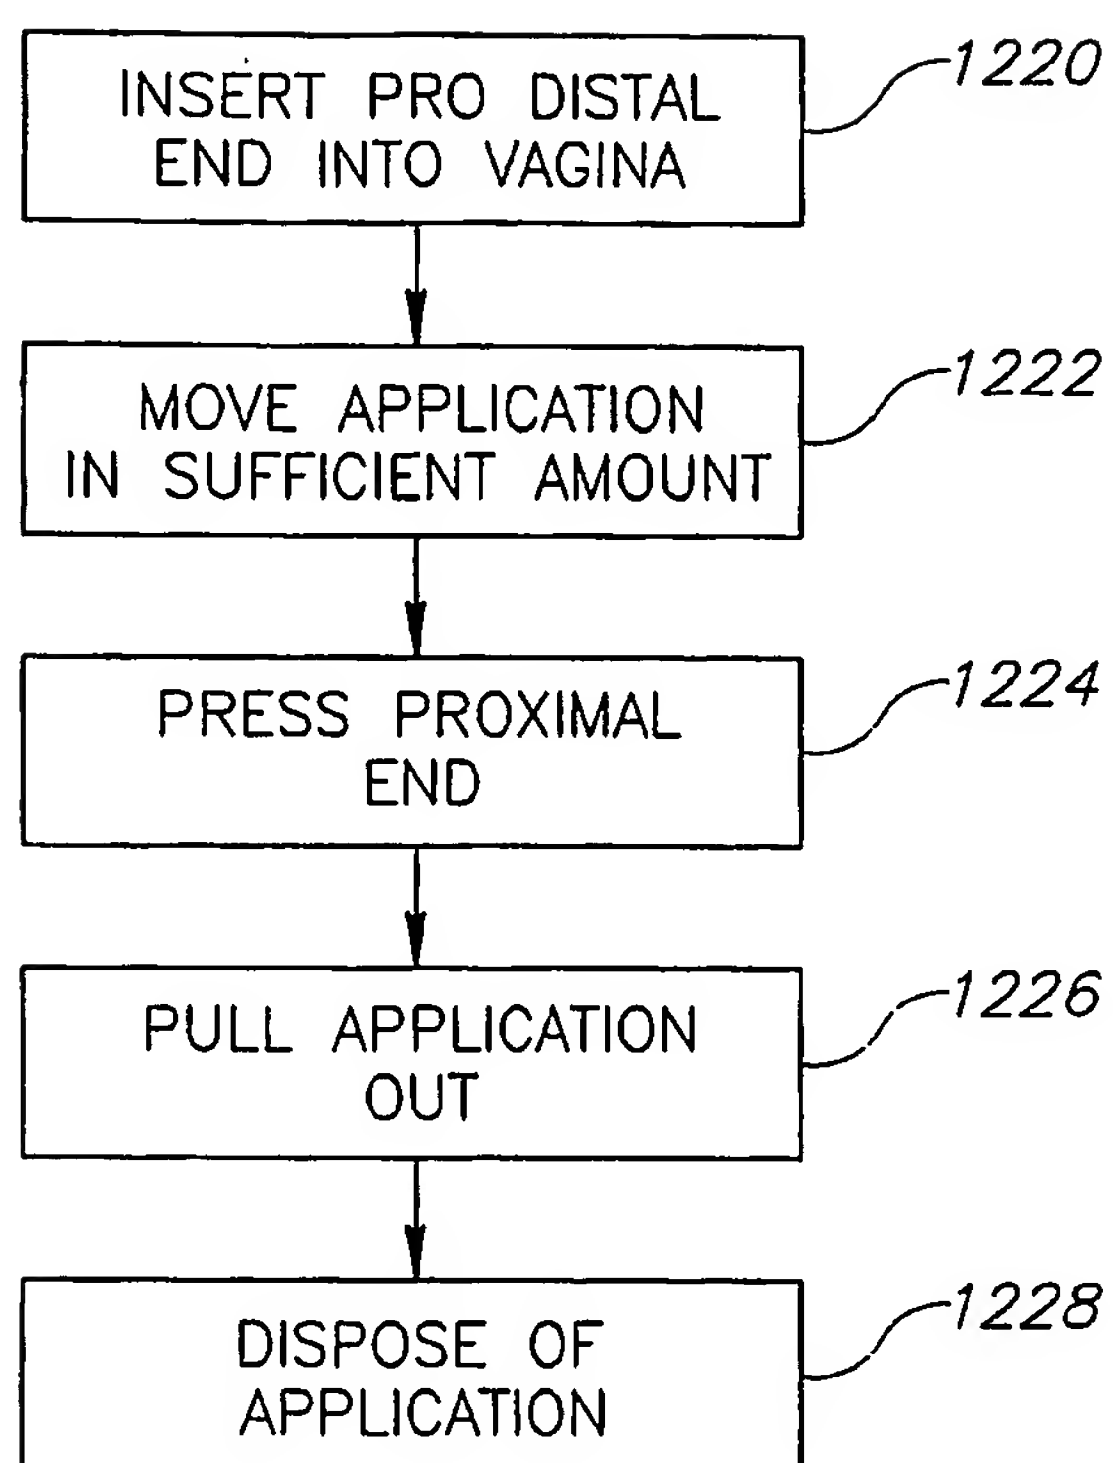 INSERT PRO DISTAL
END INTO VAGINA
1220
MOVE APPLICATION
IN SUFFICIENT AMOUNT
1222
PRESS PROXIMAL
END
1224
PULL APPLICATION
OUT
1226
DISPOSE OF
APPLICATION
1228